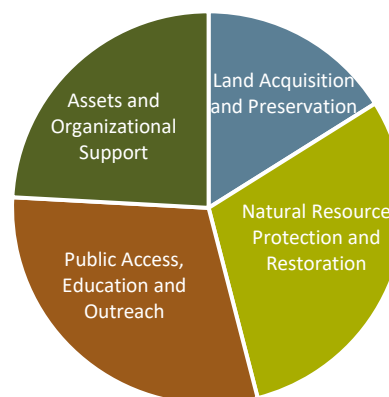 Assets and
Organizational
Support
Land Acquisition
and Preservation
Natural Resource
Protection and
Restoration
Public Access,
Education and
Outreach